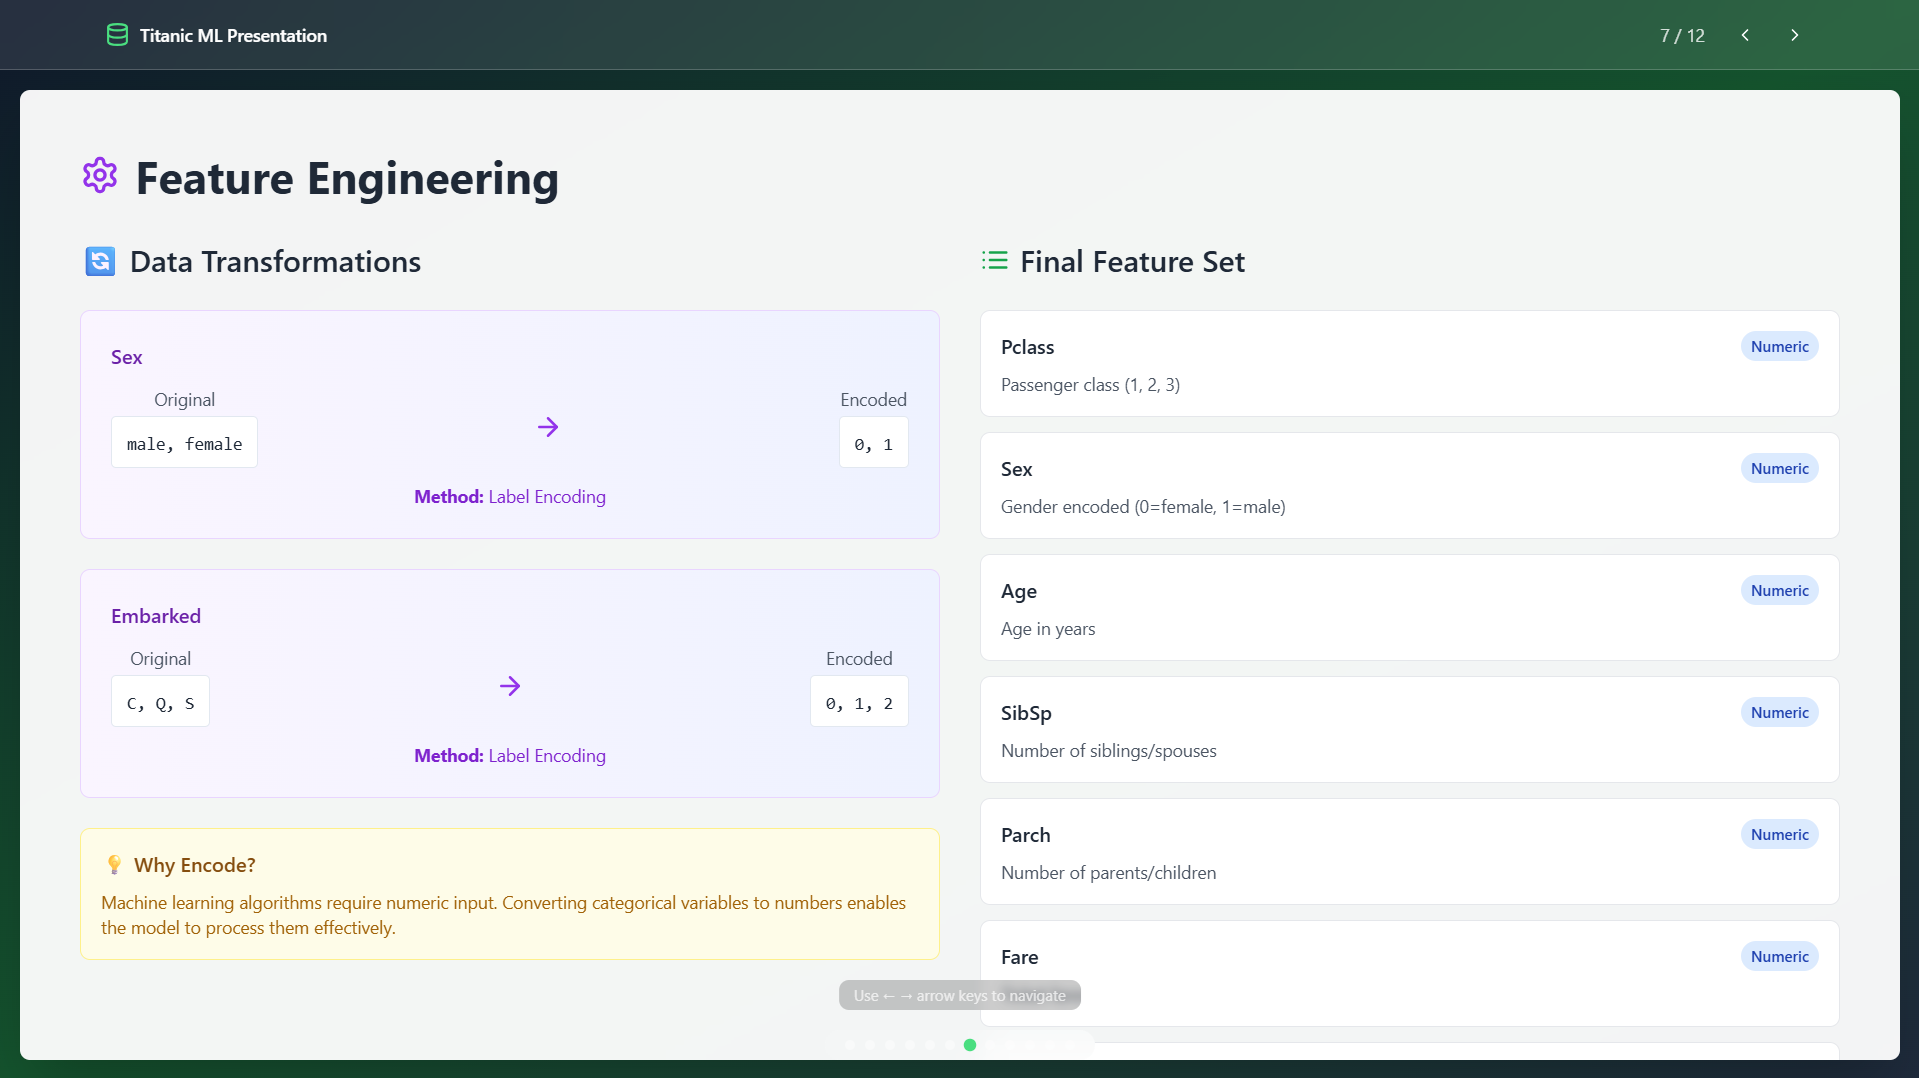 Titanic ML Presentation
7 / 12
Feature Engineering
Data Transformations
Sex
Original
Encoded
male, female
0, 1
Method: Label Encoding
Embarked
Original
Encoded
C, Q, S
0, 1, 2
Method: Label Encoding
Why Encode?
Machine learning algorithms require numeric input. Converting categorical variables to numbers enables
the model to process them effectively.
Final Feature Set
Pclass
Numeric
Passenger class (1, 2, 3)
Sex
Numeric
Gender encoded (0=female, 1=male)
Age
Numeric
Age in years
SibSp
Numeric
Number of siblings/spouses
Parch
Numeric
Number of parents/children
Fare
Numeric
Use ← → arrow keys to navigate